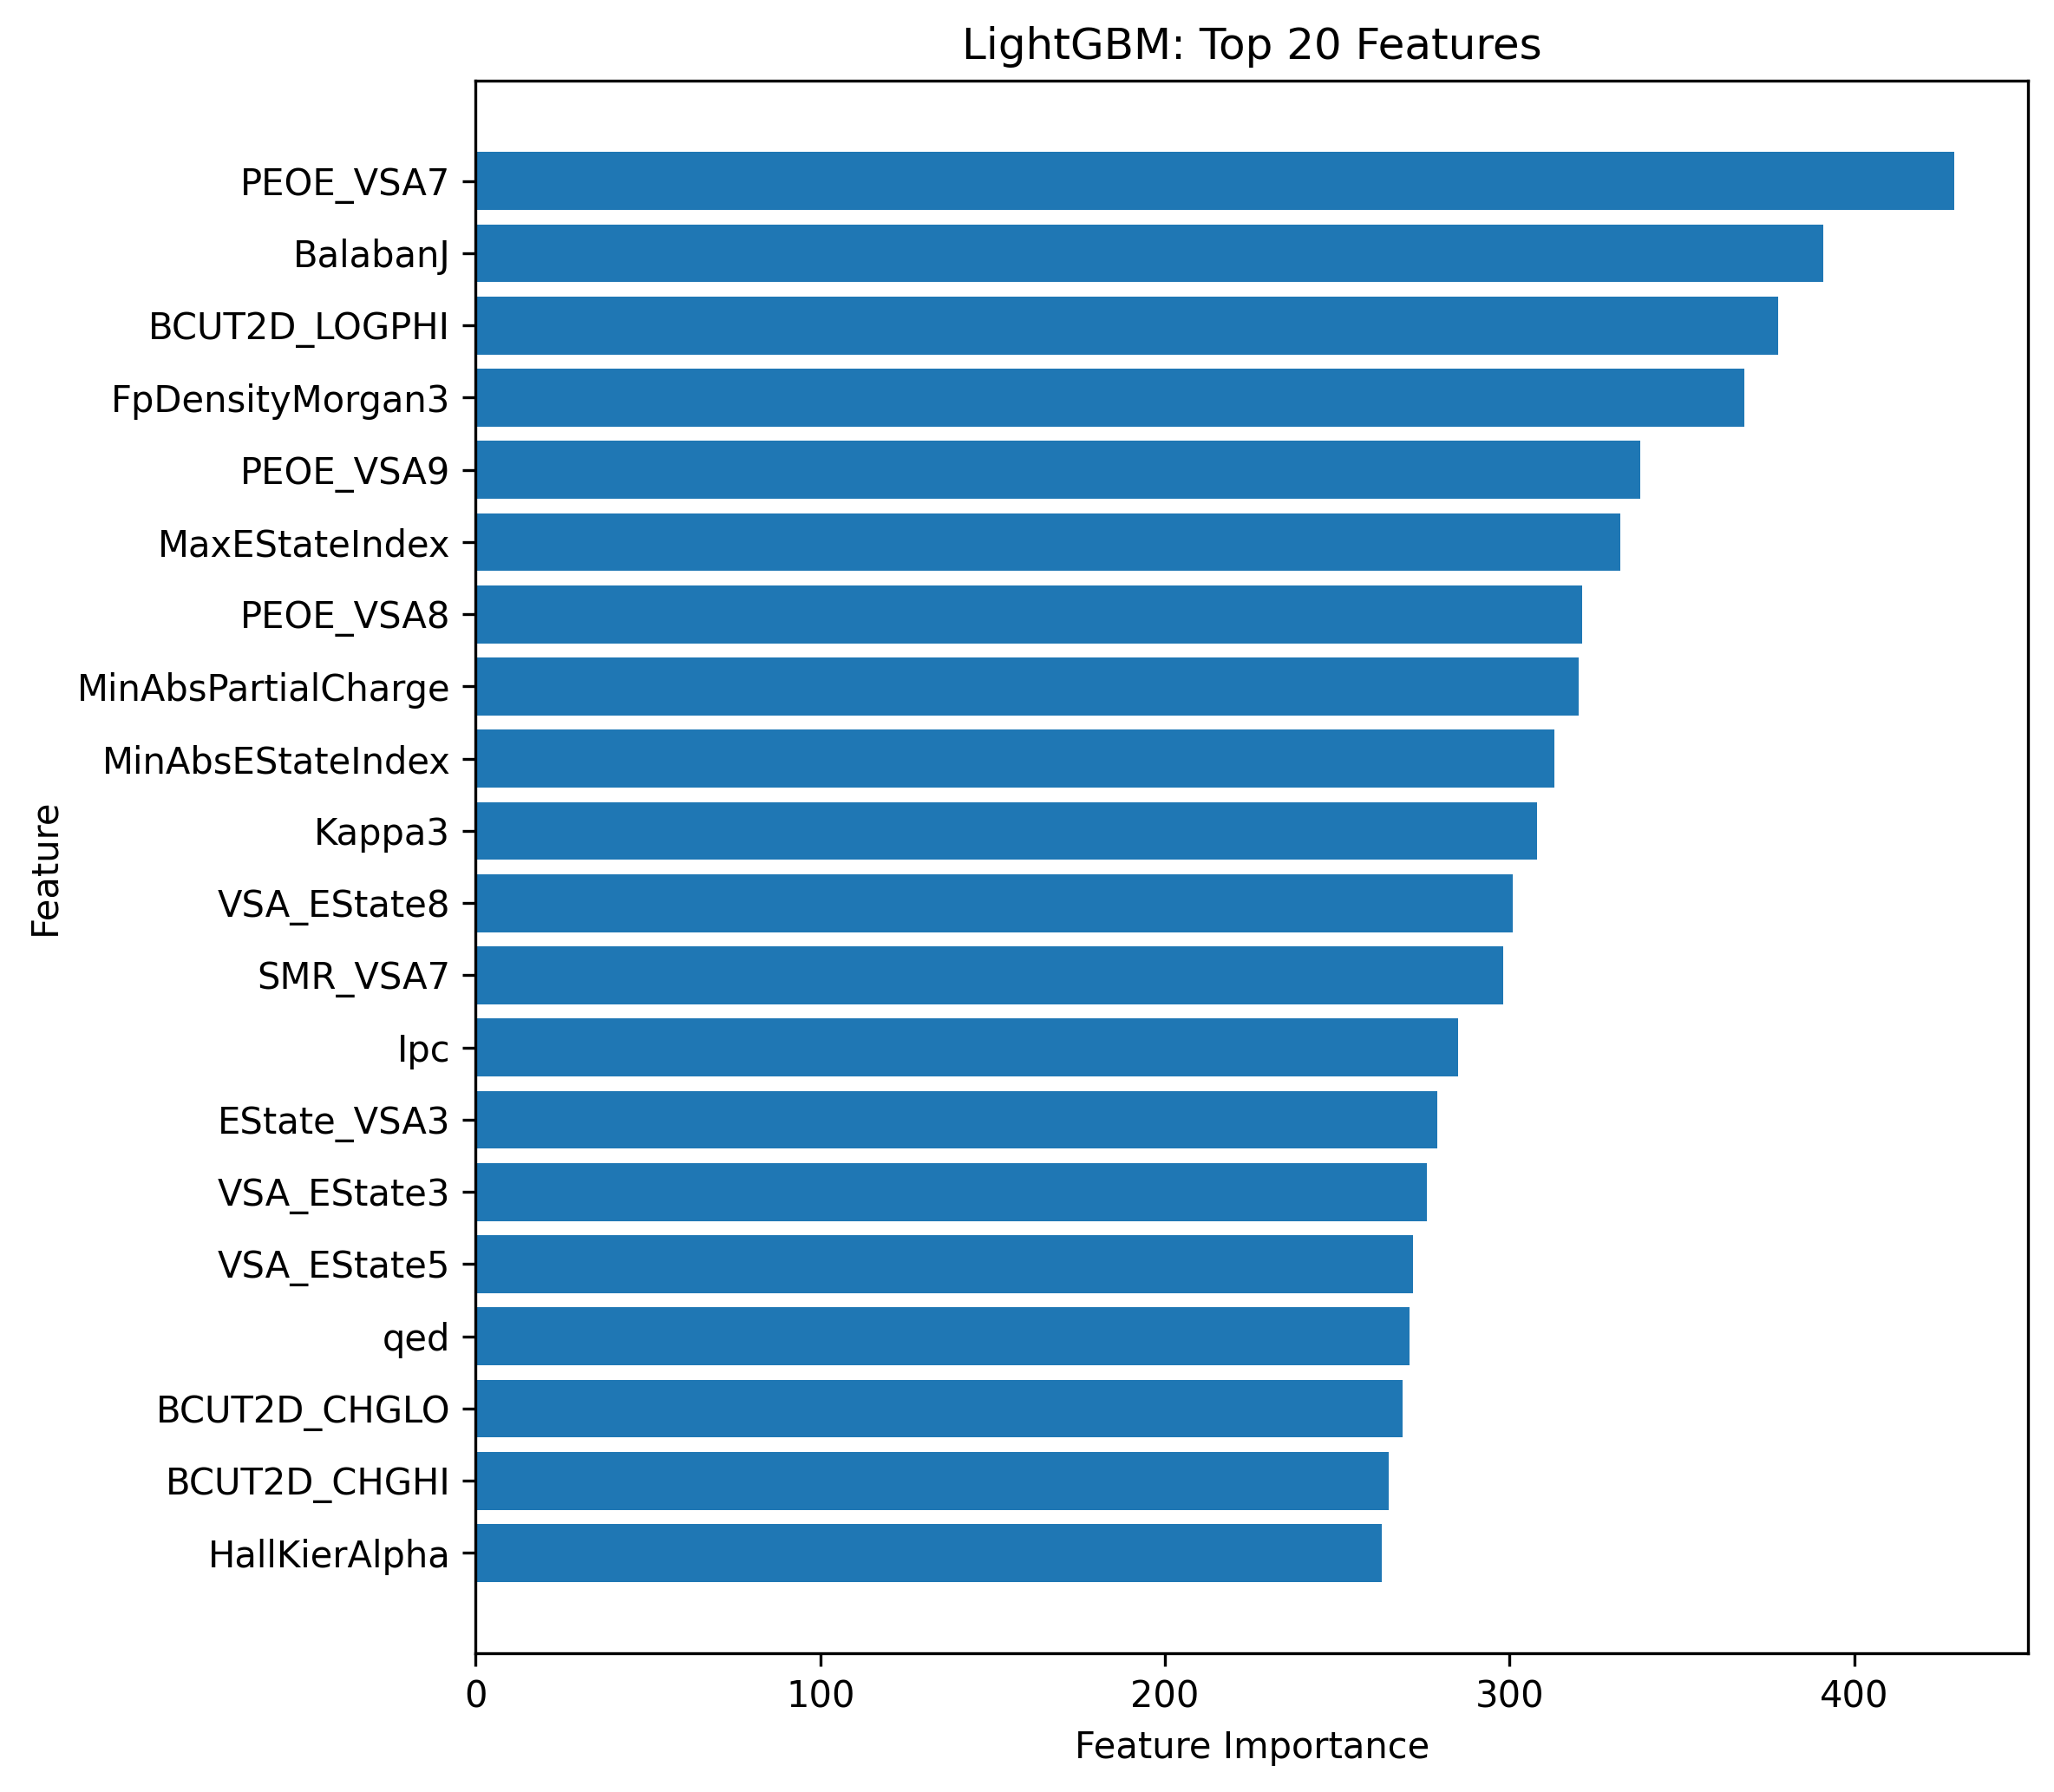 LightGBM: Top 20 Features
PEOE_VSA7
BalabanJ
BCUT2D_LOGPHI
FpDensityMorgan3
PEOE_VSA9
MaxEStateIndex
PEOE_VSA8
MinAbsPartialCharge
MinAbsEStateIndex
Kappa3
VSA_EState8
SMR_VSA7
Ipc
EState_VSA3
VSA_EState3
VSA_EState5
qed
BCUT2D_CHGLO
BCUT2D_CHGHI
HallKierAlpha
Feature
0 100 200 300 400
Feature Importance